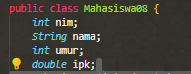 public class Mahasiswa08 {
int nim;
String nama;
int umur;
double ipk;